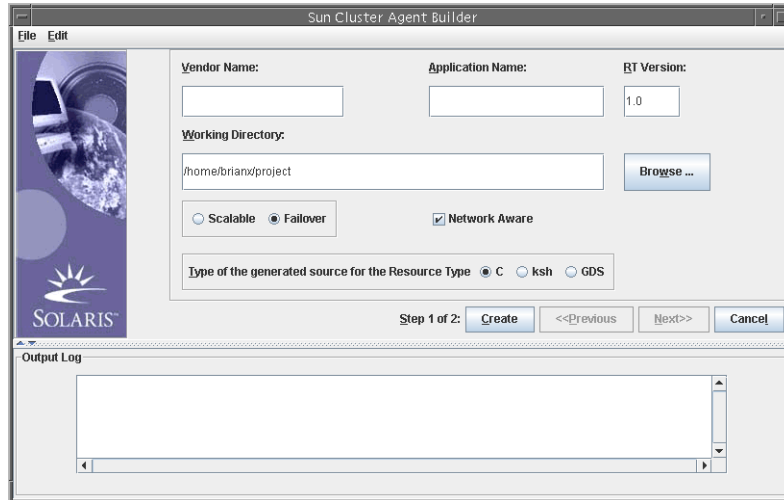 Sun Cluster Agent Builder
File Edit
Vendor Name: Application Name: RT Version:
1.0
Working Directory:
/home/brianx/project
Browse ...
Scalable Failover Network Aware
Type of the generated source for the Resource Type C ksh GDS
SOLARIS™
Step 1 of 2: Create <<Previous Next>> Cancel
Output Log